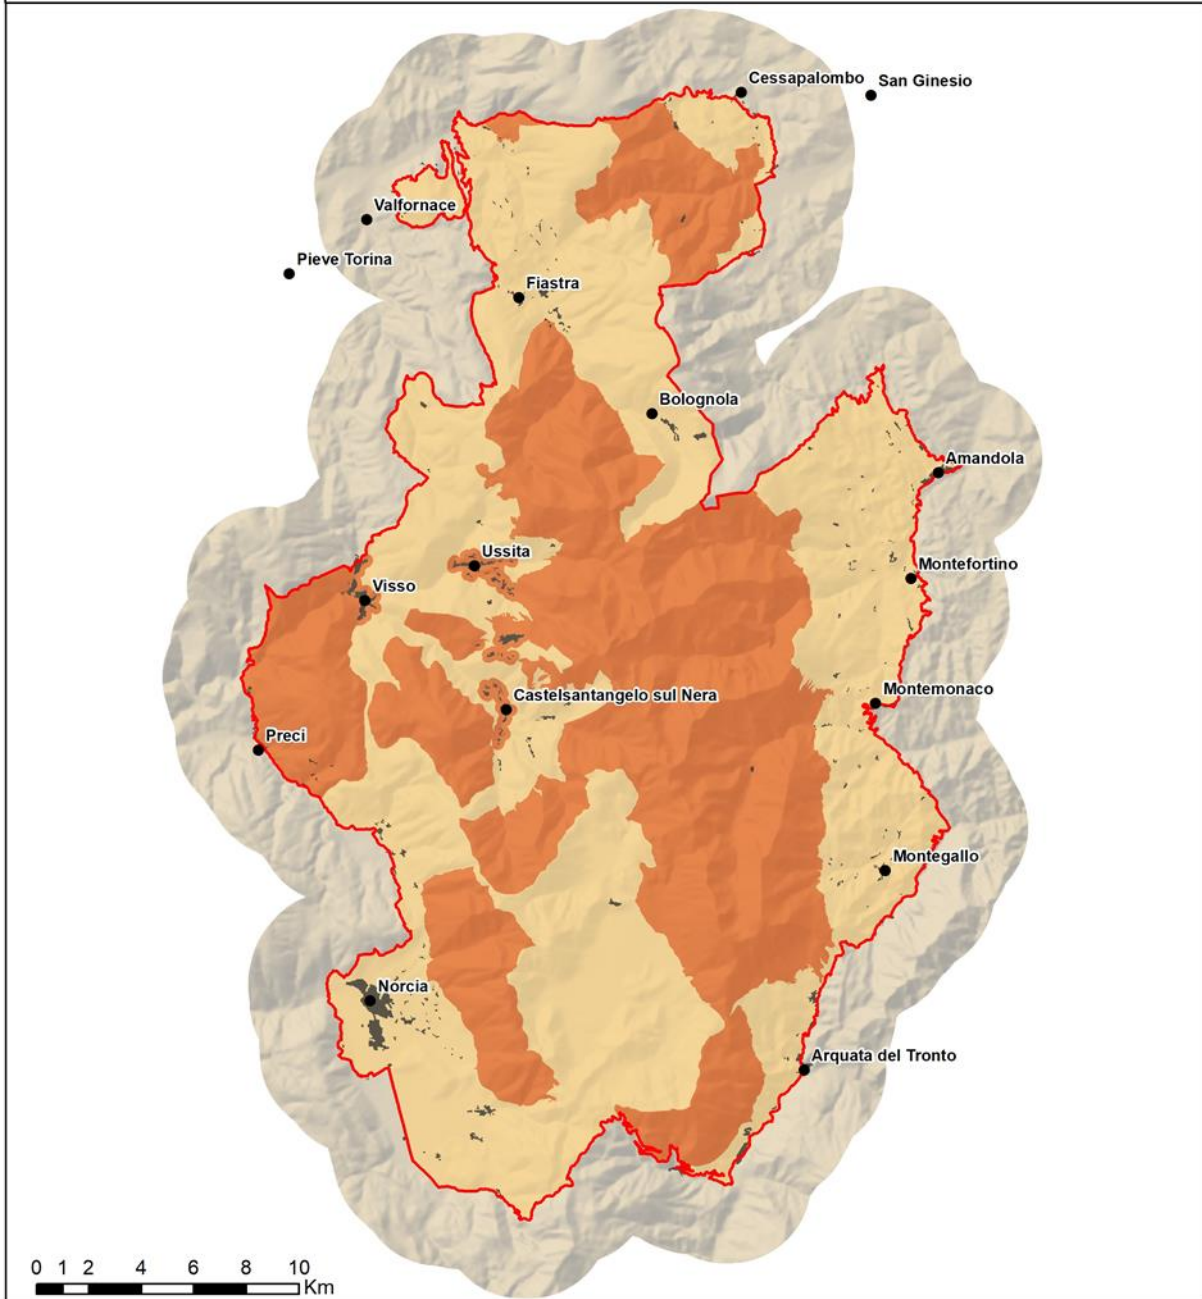 Cessapalombo
San Ginesio
Valfornace
Pieve Torina
Fiastra
Bolognola
Amandola
Ussita
Montefortino
Visso
Castelsantangelo sul Nera
Montemonaco
Preci
Montegallo
Norcia
Arquata del Tronto
0 1 2 4 6 8 10
Km